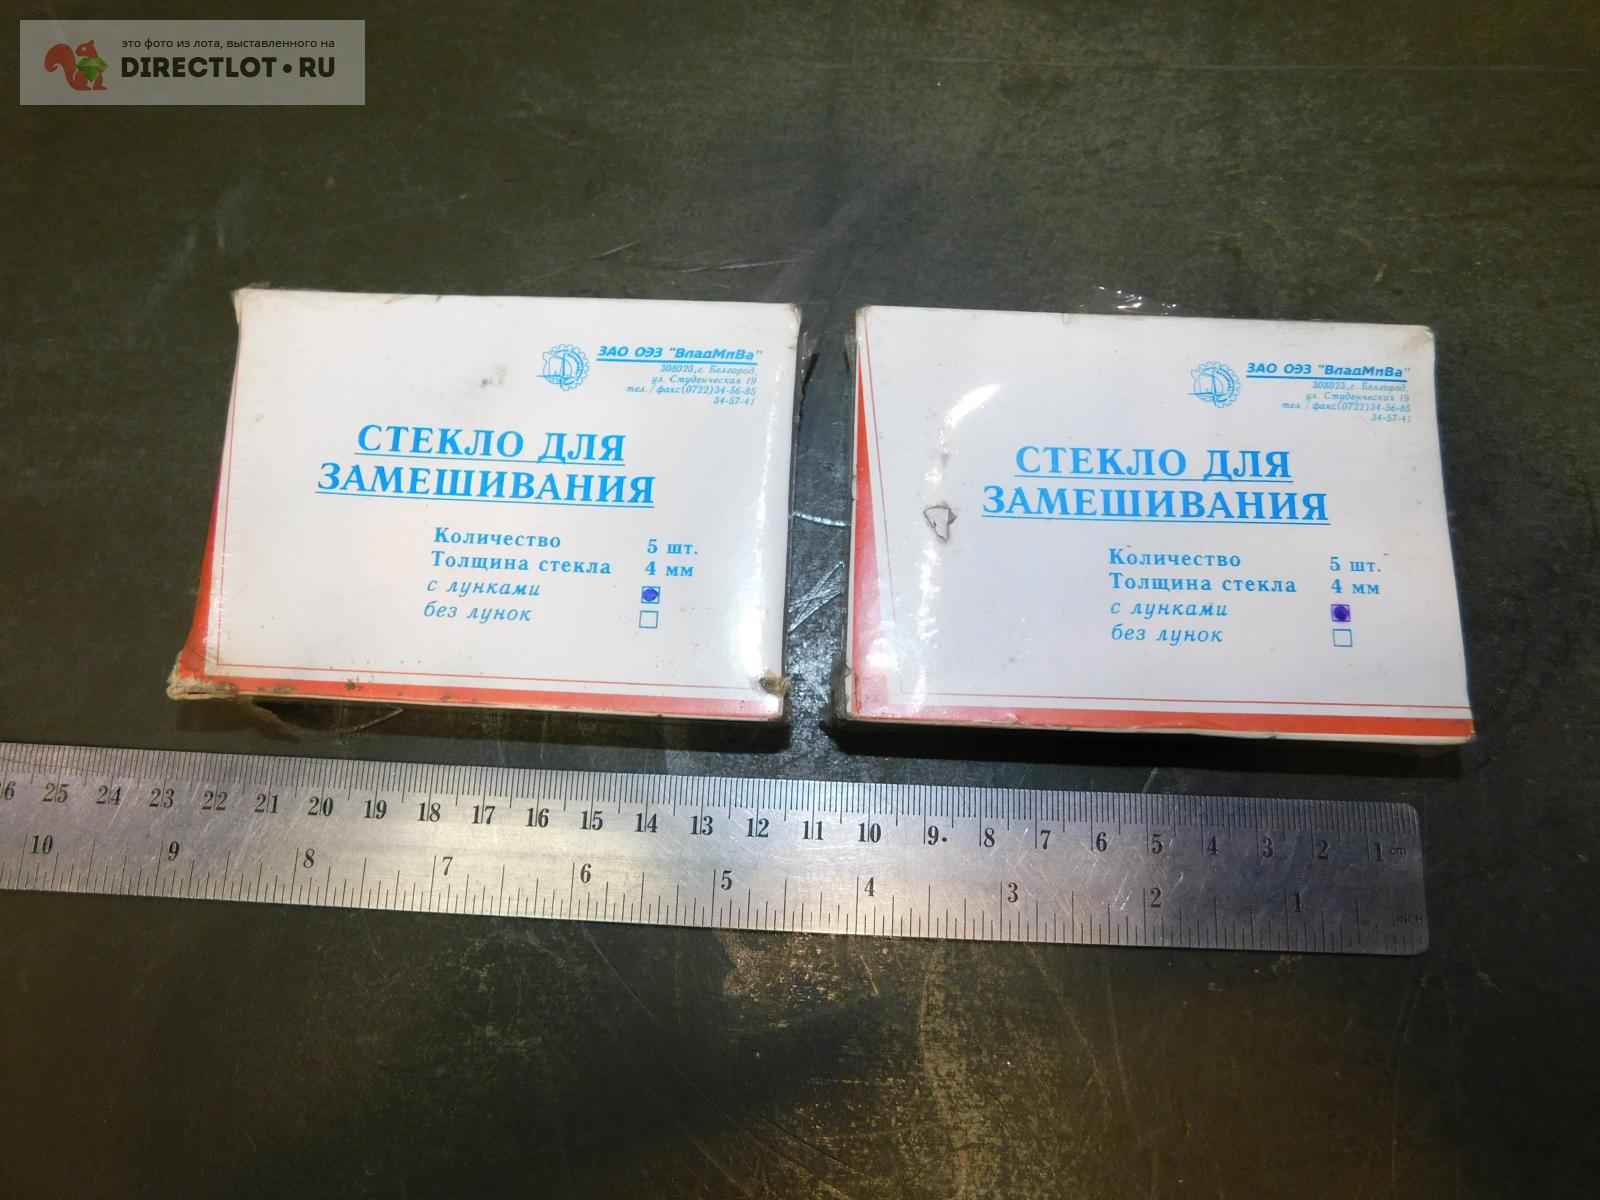 это фото из лота, выставленного на
DIRECTLOT•RU
ЗАО ОЭЗ "ВладМиВа"
308023,г. Белгород,
ул. Студенческая 19
тел./факс(0722)34-56-85
34-57-41
СТЕКЛО ДЛЯ
ЗАМЕШИВАНИЯ
Количество 5 шт.
Толщина стекла 4 мм
с лунками
без лунок
ЗАО ОЭЗ "ВладМиВа"
308023,г. Белгород,
ул. Студенческая 19
тел./факс(0722)34-56-85
34-57-41
СТЕКЛО ДЛЯ
ЗАМЕШИВАНИЯ
Количество 5 шт.
Толщина стекла 4 мм
с лунками
без лунок
26 25 24 23 22 21 20 19 18 17 16 15 14 13 12 11 10 9. 8 7 6 5 4 3 2 1 cm
10 9 8 7 6 5 4 3 2 1 INCH